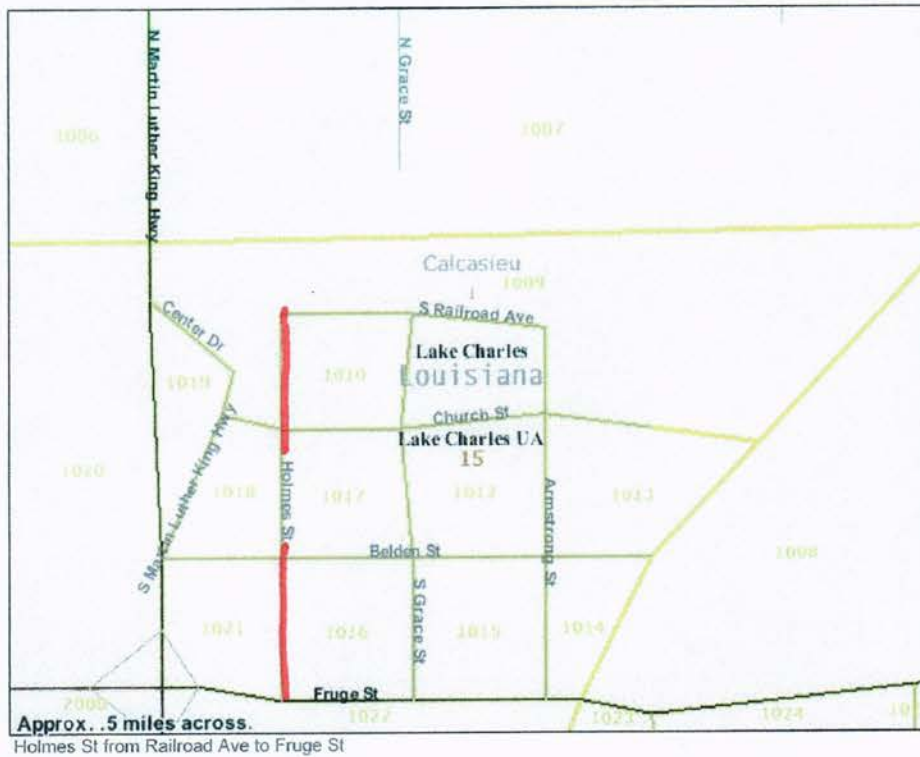 N Martin Luther King Hwy
N Grace St
1006
1007
Calcasieu
1009
Center Dr
S Railroad Ave
Lake Charles
Louisiana
1010
1019
Church St
Lake Charles UA
15
S Martin Luther King Hwy
1020
1018
Holmes St
1017
1012
Armstrong St
1013
1008
Belden St
S Grace St
1021
1016
1015
1014
2000
Fruge St
1022
1023
1024
Approx. .5 miles across.
Holmes St from Railroad Ave to Fruge St